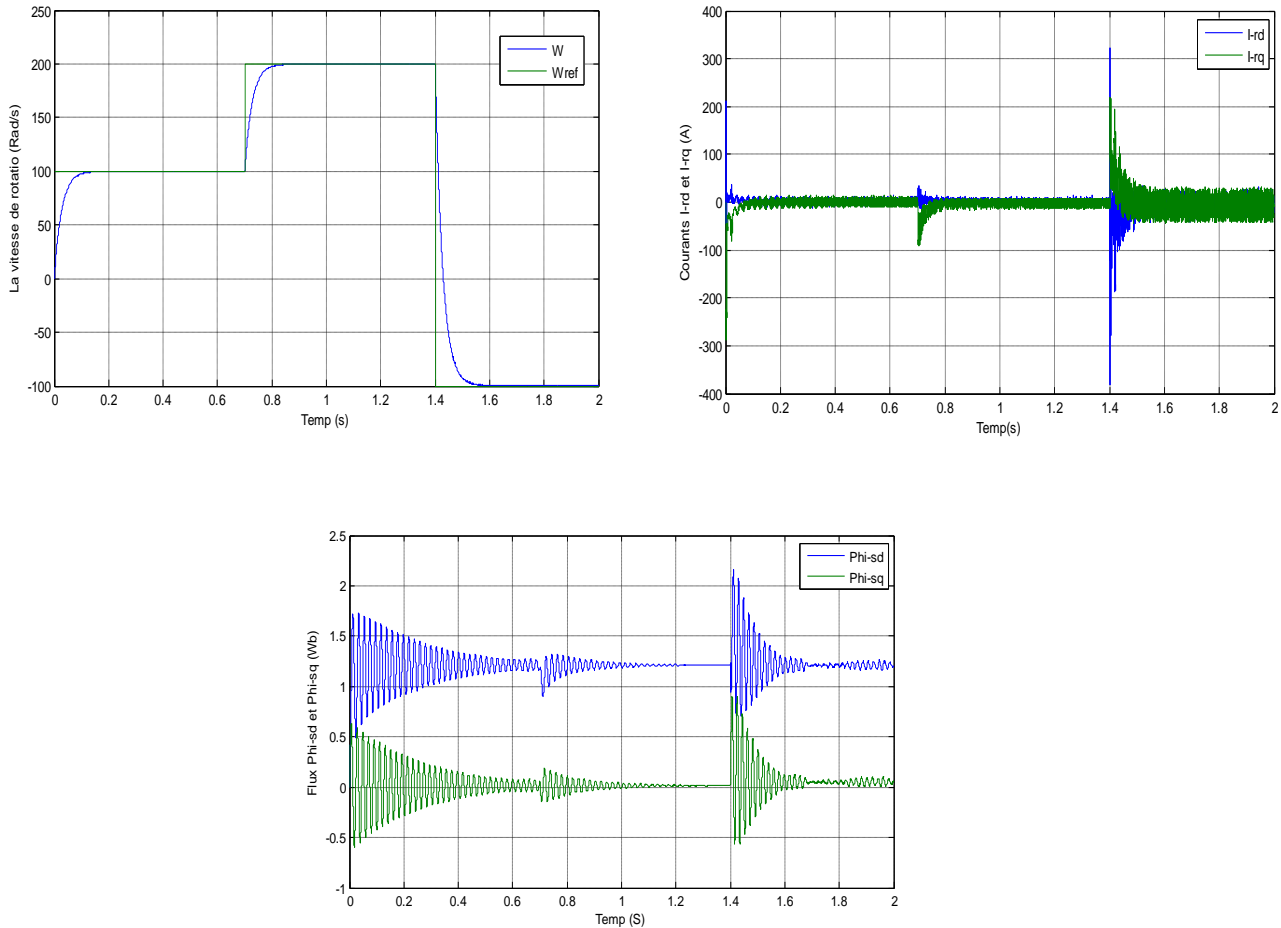 La vitesse de rotatio (Rad/s)
250
200
150
100
50
0
-50
-100
0 0.2 0.4 0.6 0.8 1 1.2 1.4 1.6 1.8 2
Temp (s)
W
Wref
Courants I-rd et I-rq (A)
400
300
200
100
0
-100
-200
-300
-400
0 0.2 0.4 0.6 0.8 1 1.2 1.4 1.6 1.8 2
Temp(s)
I-rd
I-rq
Flux Phi-sd et Phi-sq (Wb)
2.5
2
1.5
1
0.5
0
-0.5
-1
0 0.2 0.4 0.6 0.8 1 1.2 1.4 1.6 1.8 2
Temp (S)
Phi-sd
Phi-sq